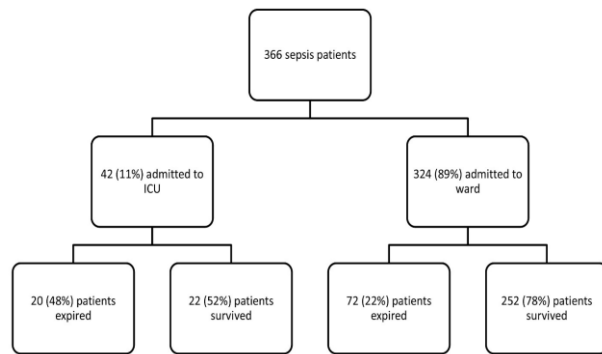 366 sepsis patients
42 (11%) admitted to
ICU
324 (89%) admitted to
ward
20 (48%) patients
expired
22 (52%) patients
survived
72 (22%) patients
expired
252 (78%) patients
survived